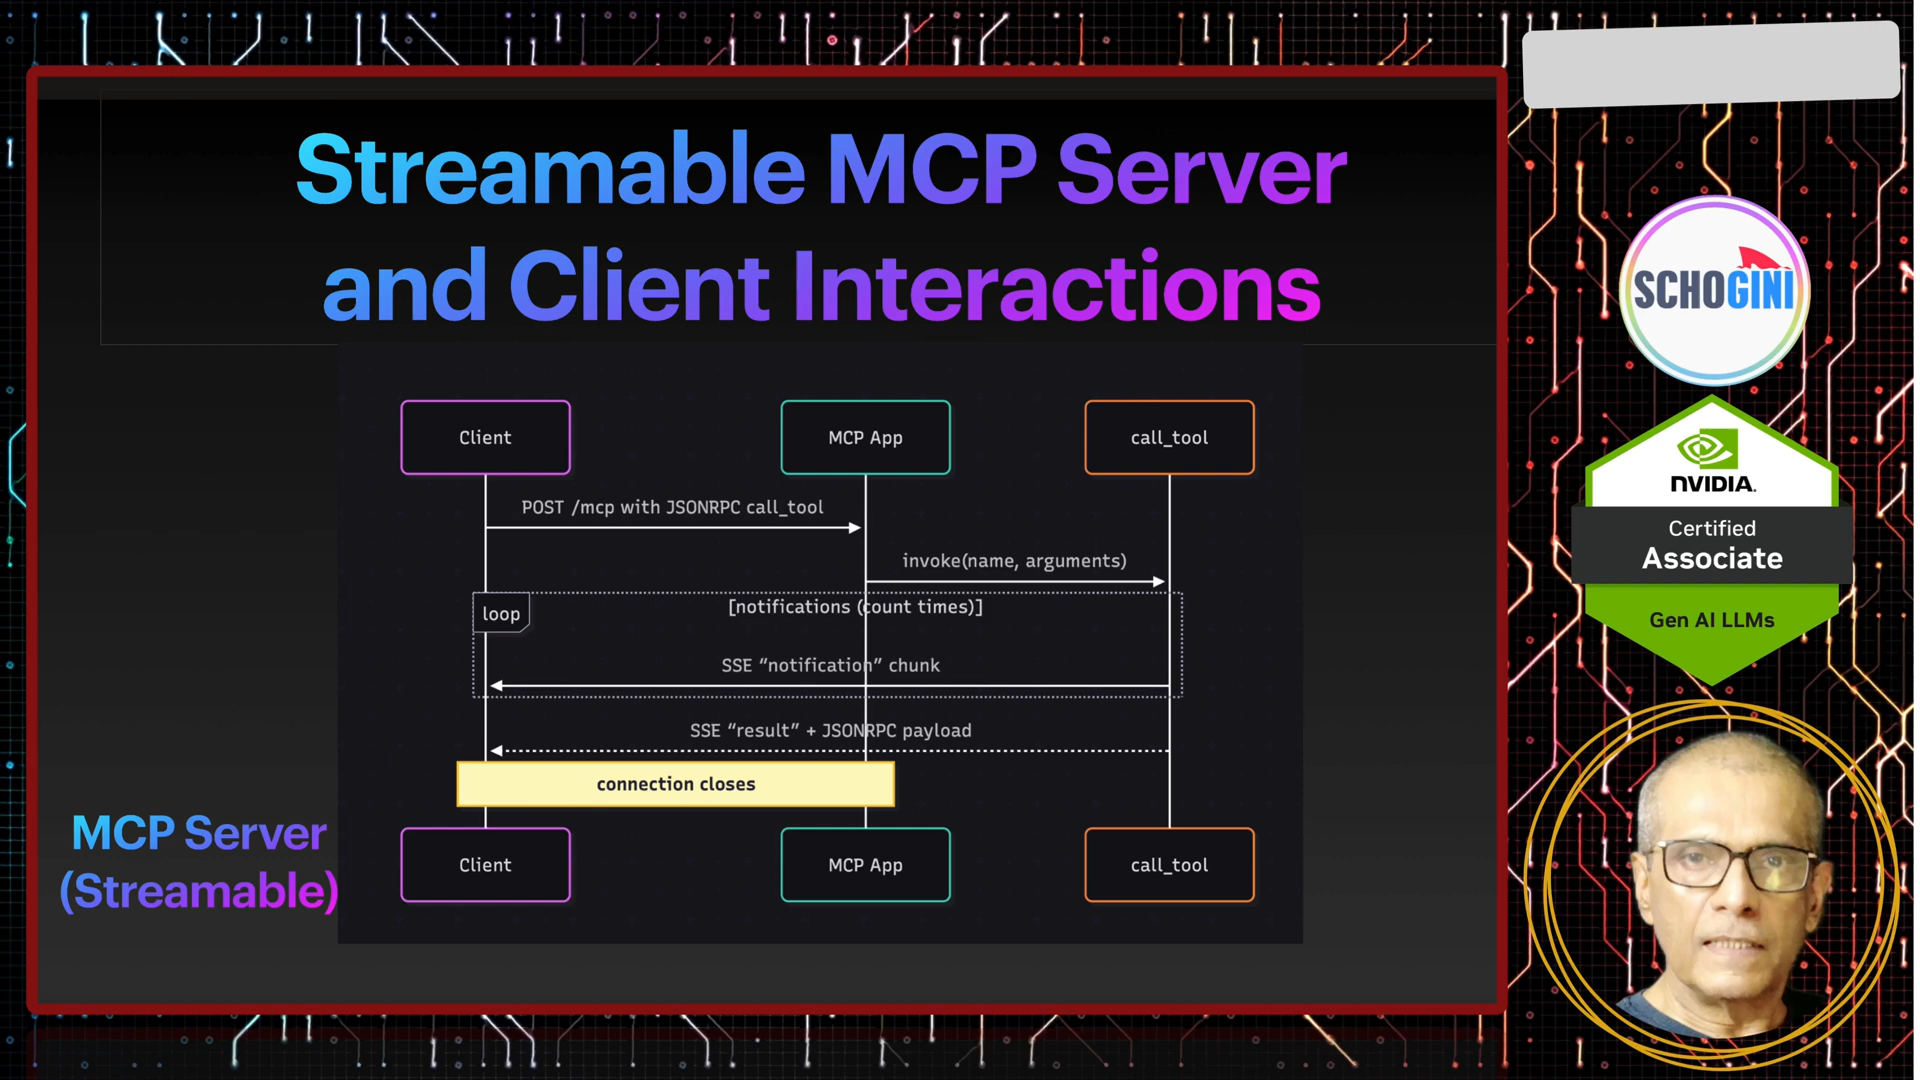 Streamable MCP Server
and Client Interactions
SCHOGINI
Client
MCP App
call_tool
POST /mcp with JSONRPC call_tool
invoke(name, arguments)
loop
[notifications (count times)]
SSE “notification” chunk
SSE “result” + JSONRPC payload
connection closes
Client
MCP App
call_tool
MCP Server
(Streamable)
NVIDIA.
Certified
Associate
Gen AI LLMs